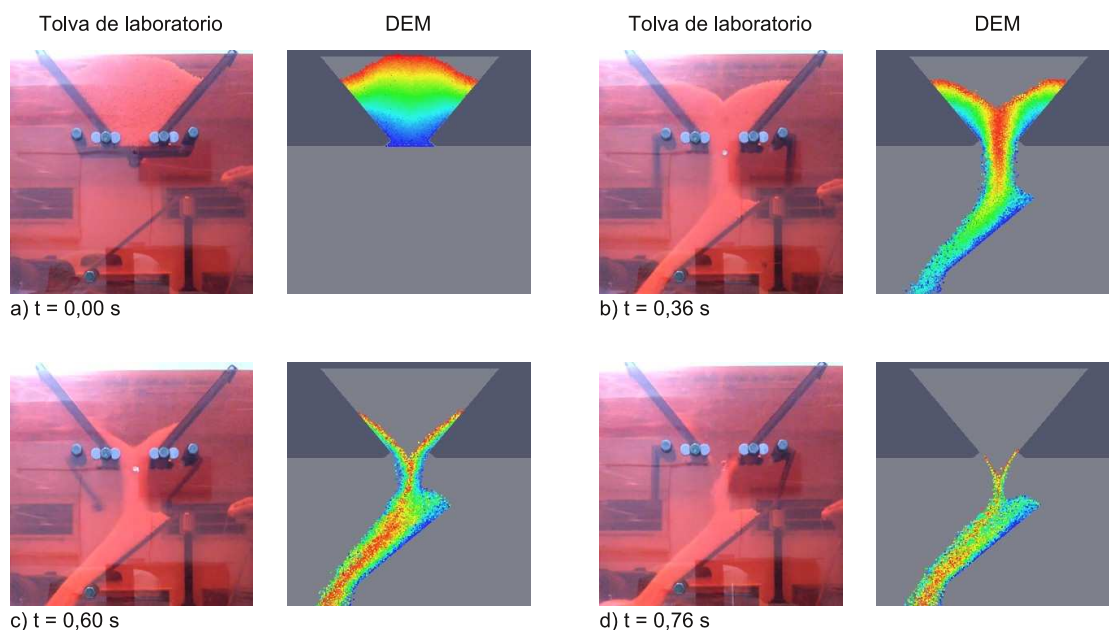 Tolva de laboratorio
DEM
Tolva de laboratorio
DEM
a) t = 0,00 s
b) t = 0,36 s
c) t = 0,60 s
d) t = 0,76 s